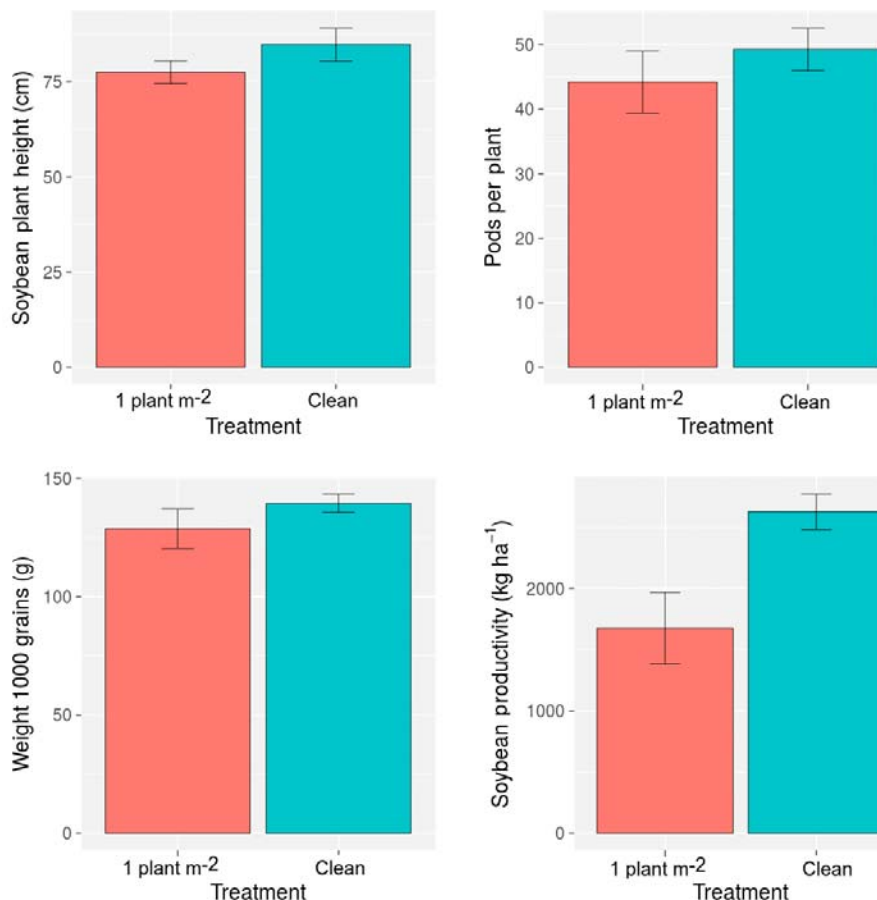 Soybean plant height (cm)
75
50
25
0
1 plant m-2
Clean
Treatment
Pods per plant
50
40
30
20
10
0
1 plant m-2
Clean
Treatment
Weight 1000 grains (g)
150
100
50
0
1 plant m-2
Clean
Treatment
Soybean productivity (kg ha⁻¹)
2000
1000
0
1 plant m-2
Clean
Treatment